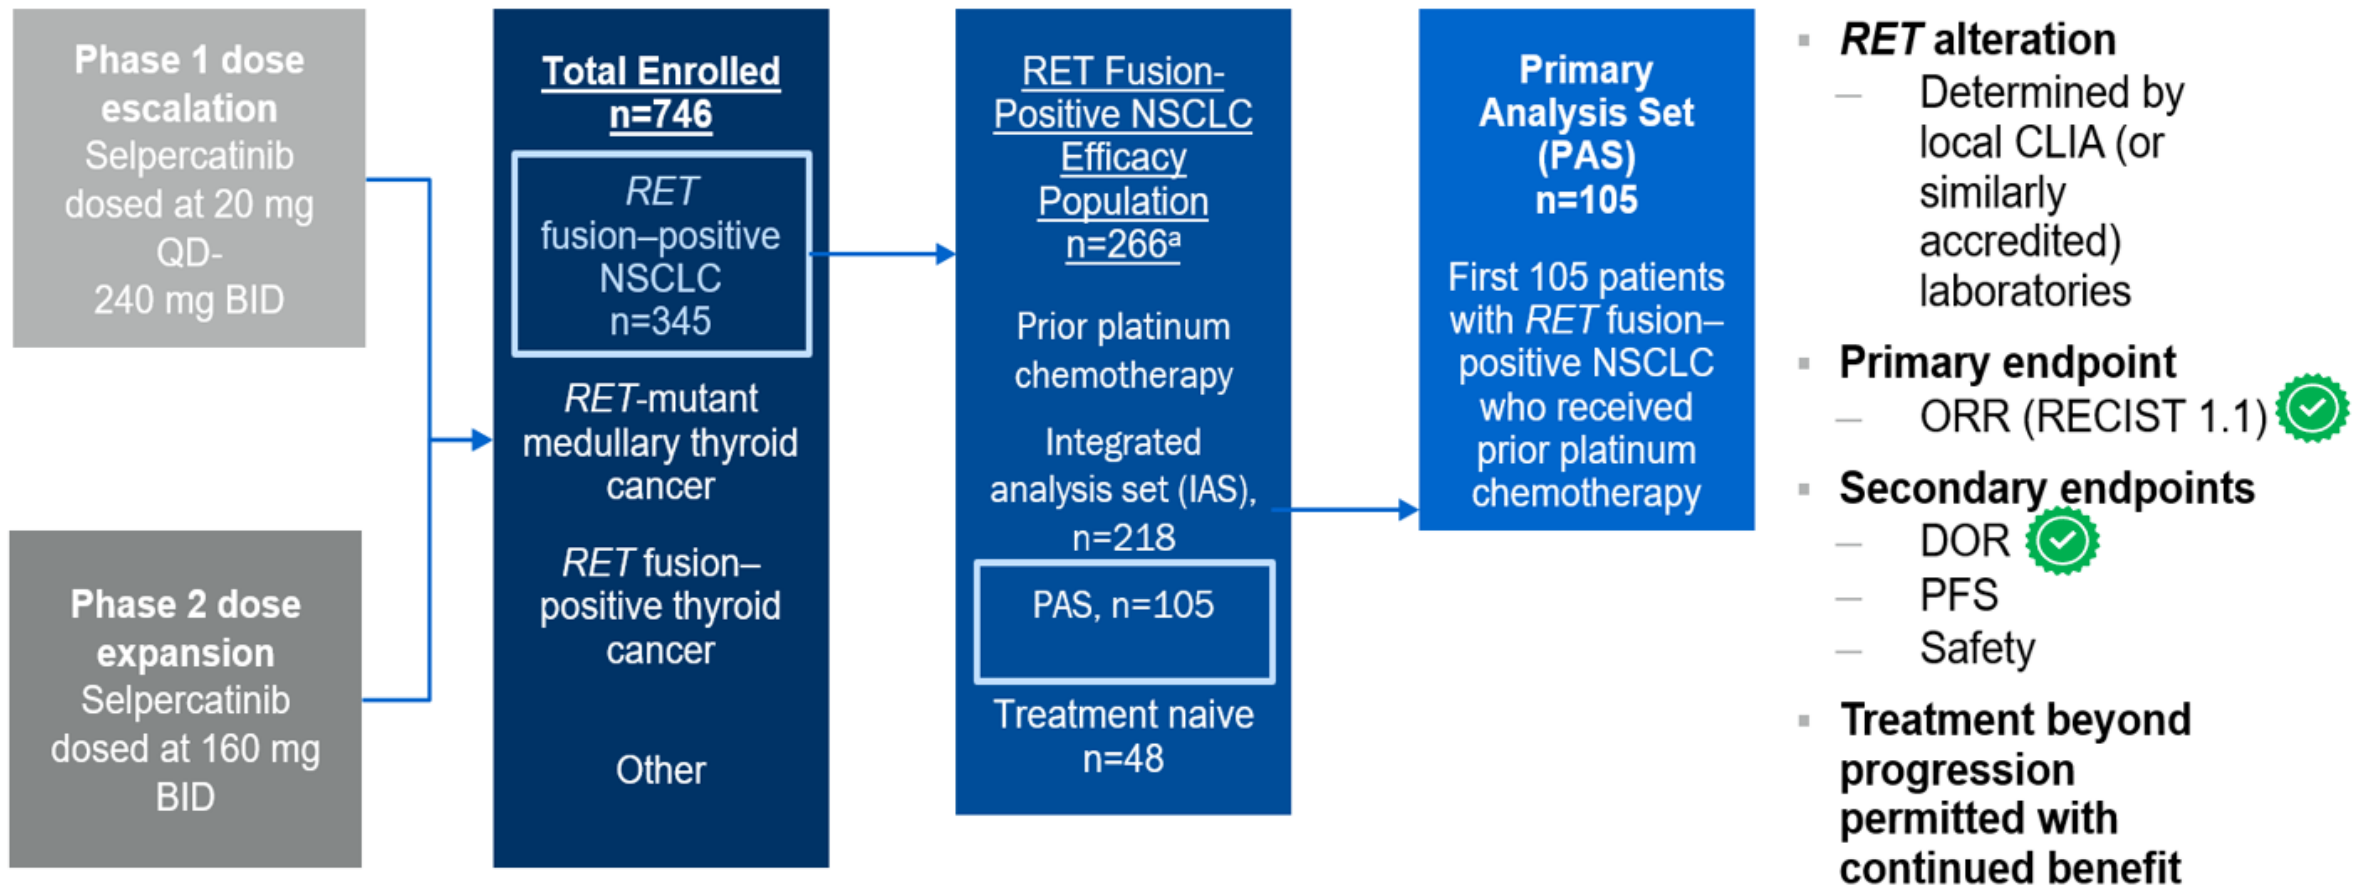 Phase 1 dose
escalation
Selpercatinib
dosed at 20 mg
QD-
240 mg BID
Phase 2 dose
expansion
Selpercatinib
dosed at 160 mg
BID
Total Enrolled
n=746
RET
fusion–positive
NSCLC
n=345
RET-mutant
medullary thyroid
cancer
RET fusion–
positive thyroid
cancer
Other
RET Fusion-
Positive NSCLC
Efficacy
Population
n=266ª
Prior platinum
chemotherapy
Integrated
analysis set (IAS),
n=218
PAS, n=105
Treatment naive
n=48
Primary
Analysis Set
(PAS)
n=105
First 105 patients
with RET fusion–
positive NSCLC
who received
prior platinum
chemotherapy
▪ RET alteration
— Determined by
local CLIA (or
similarly
accredited)
laboratories
▪ Primary endpoint
— ORR (RECIST 1.1)
▪ Secondary endpoints
— DOR
— PFS
— Safety
▪ Treatment beyond
progression
permitted with
continued benefit